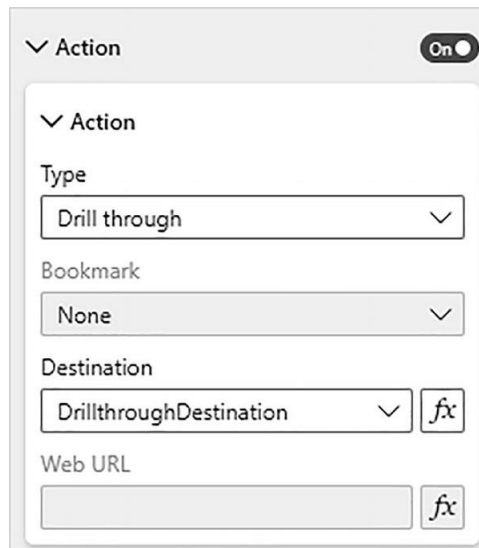 Action
On
Action
Type
Drill through
Bookmark
None
Destination
DrillthroughDestination
fx
Web URL
fx